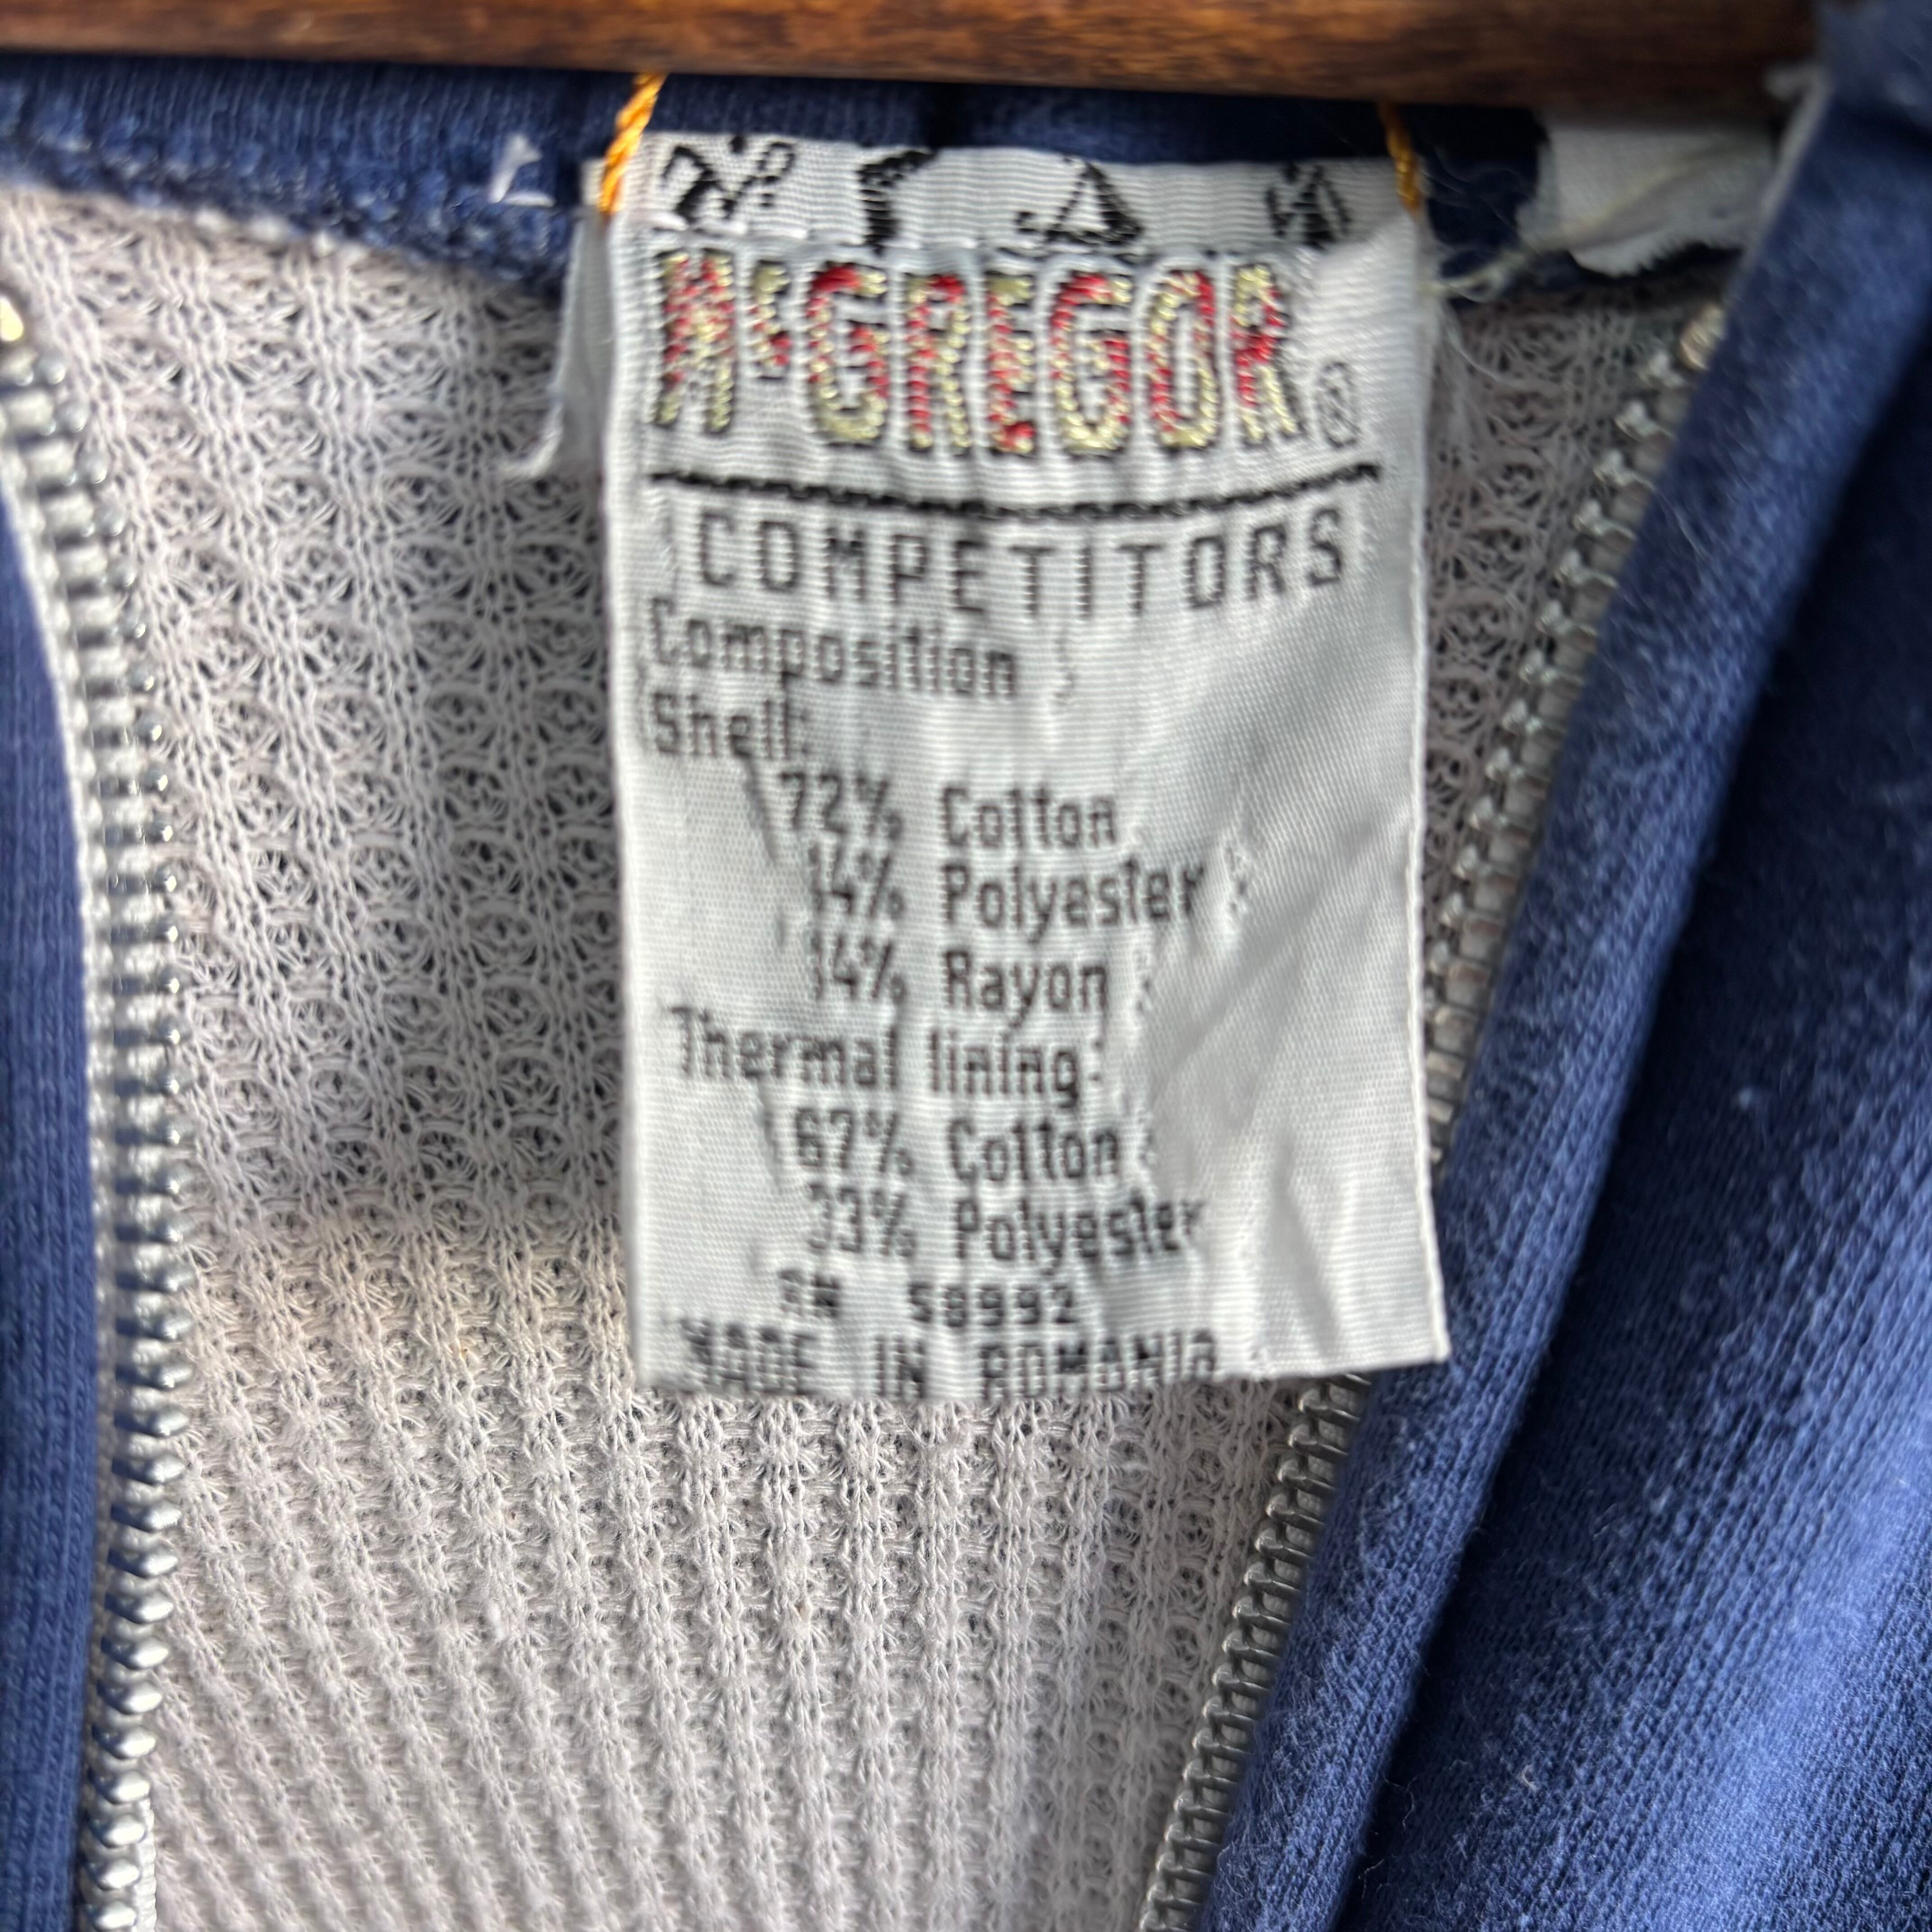 McGREGOR®
COMPETITORS
Composition :
Shell:
72% Cotton
14% Polyester
14% Rayon
Thermal lining:
67% Cotton
33% Polyester
RN 58992
MADE IN ROMANIA